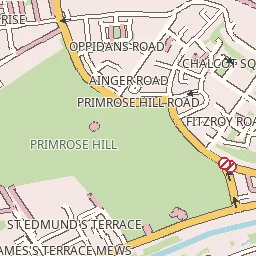 RISE
OPPIDANS ROAD
CHALCOT SQ
AINGER ROAD
PRIMROSE HILL ROAD
FITZROY ROA
PRIMROSE HILL
ST EDMUND'S TERRACE
AMES'S TERRACE MEWS